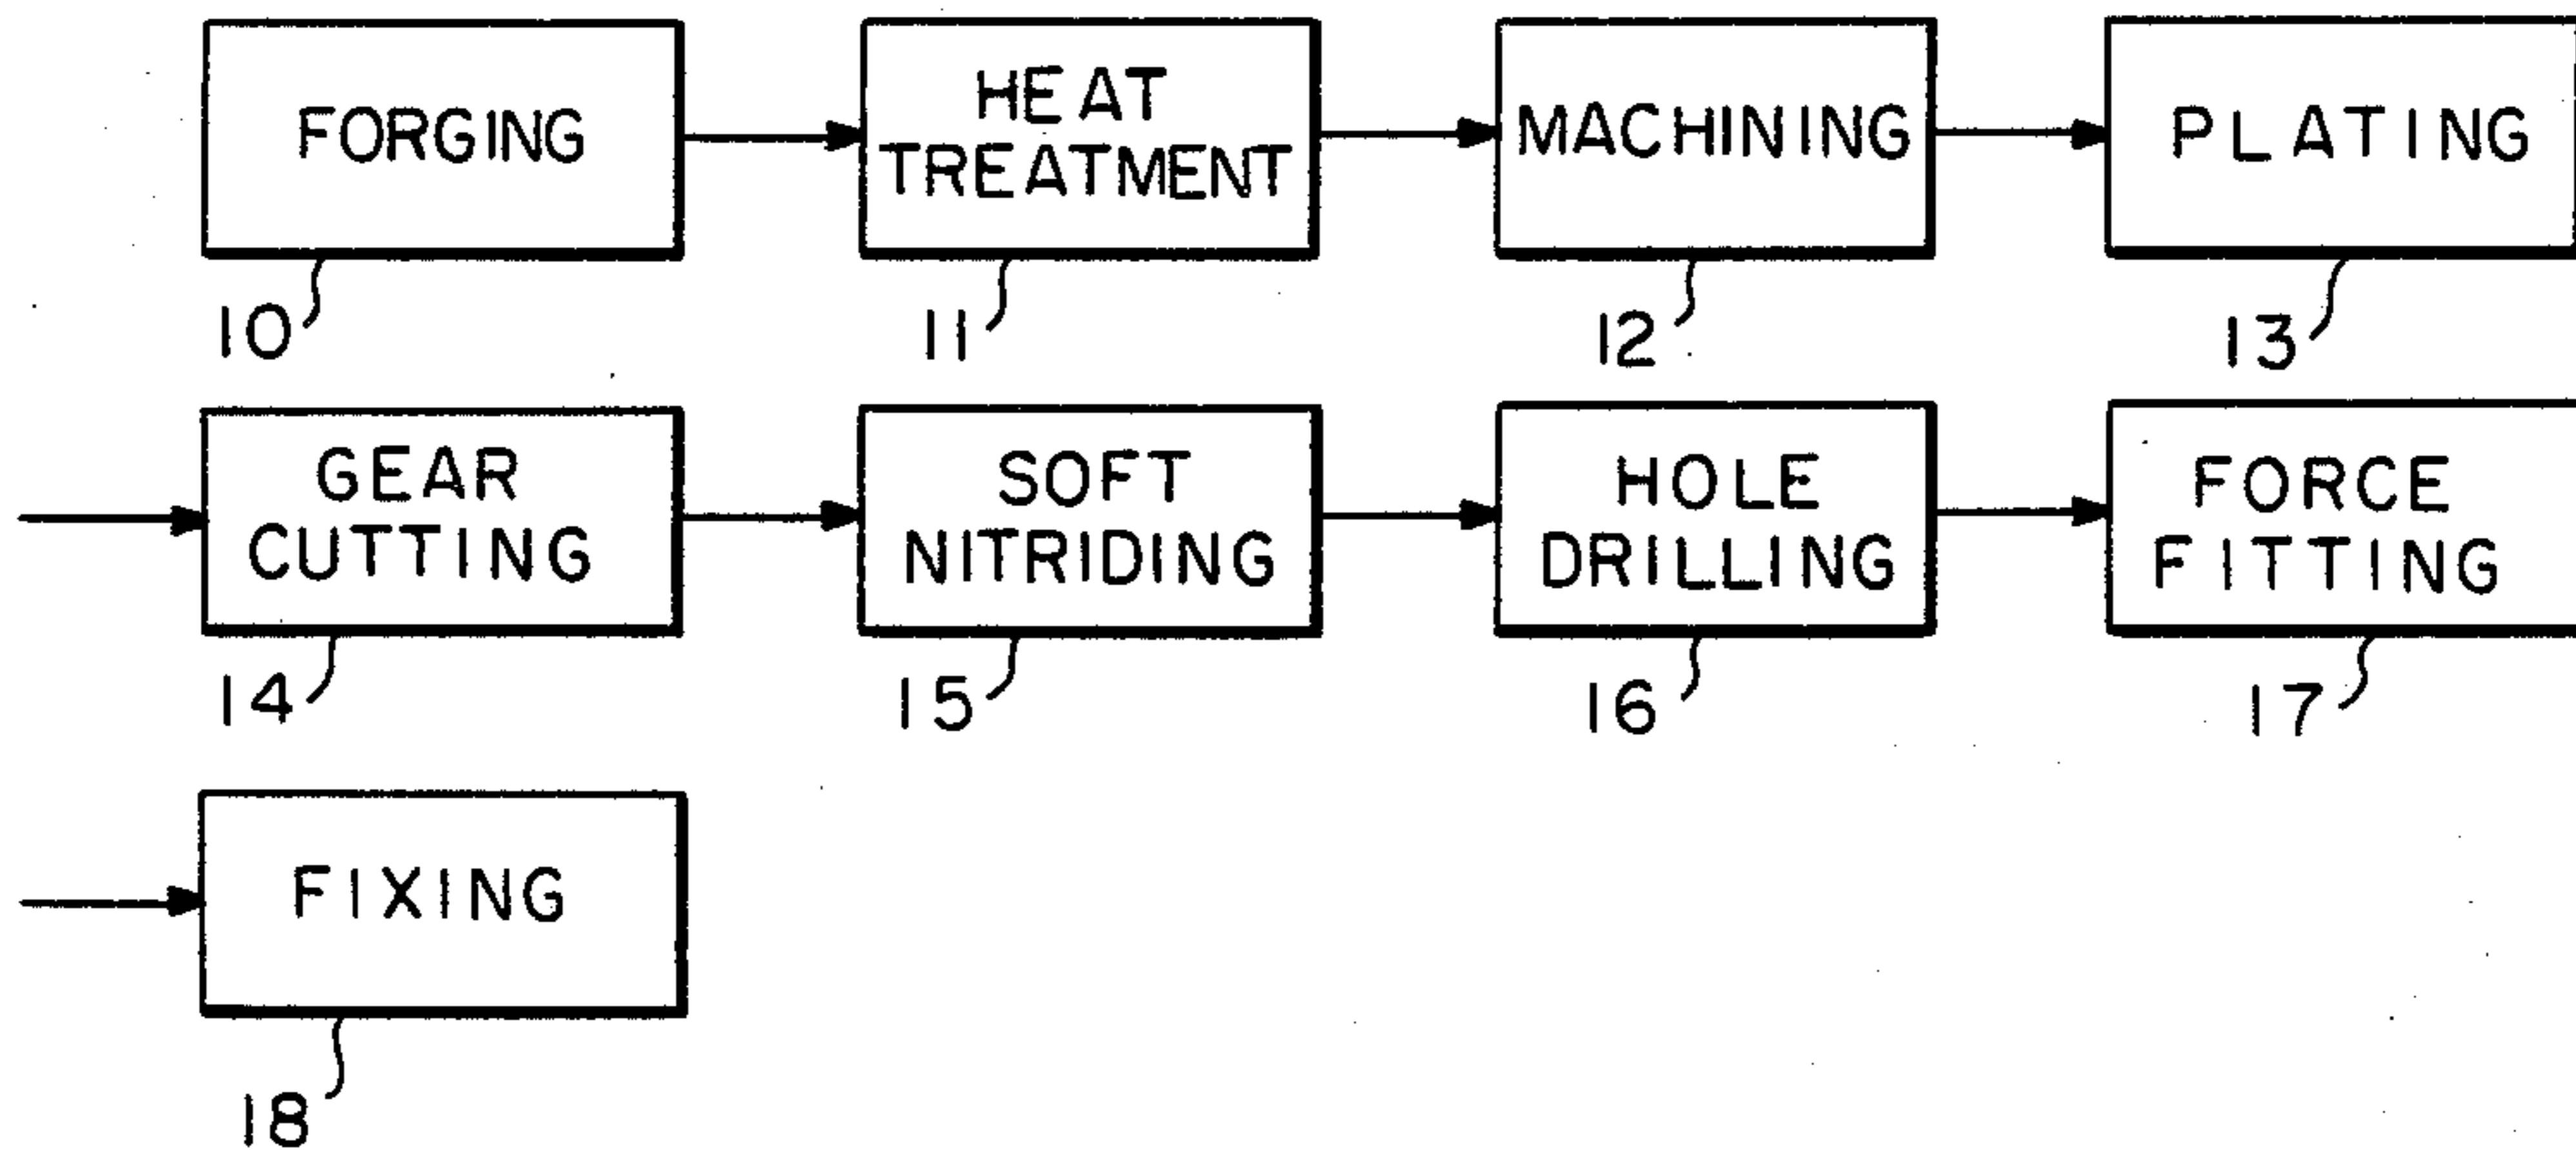 FORGING
HEAT
TREATMENT
MACHINING
PLATING
10
11
12
13
GEAR
CUTTING
SOFT
NITRIDING
HOLE
DRILLING
FORCE
FITTING
14
15
16
17
FIXING
18